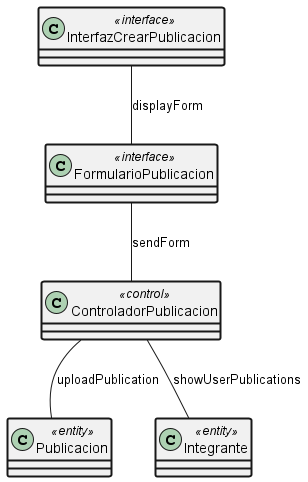 C
«interface»
InterfazCrearPublicacion
displayForm
C
«interface»
FormularioPublicacion
sendForm
C
«control»
ControladorPublicacion
uploadPublication
showUserPublications
C
«entity»
Publicacion
C
«entity»
Integrante